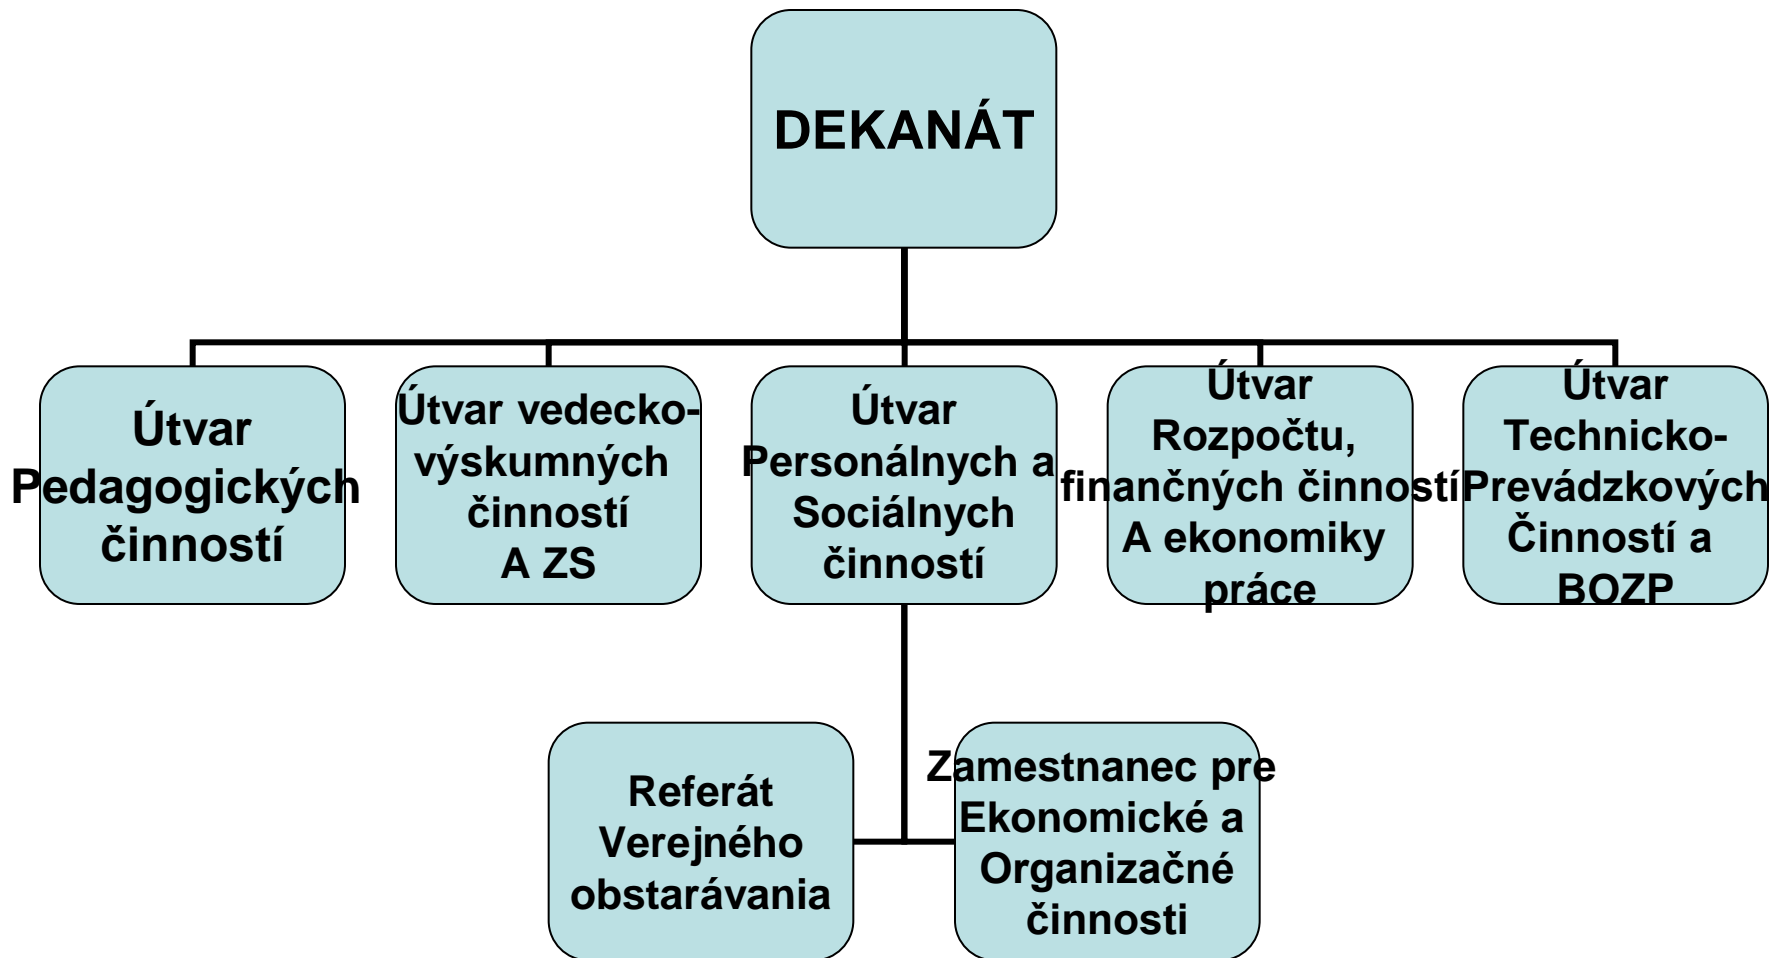 DEKANÁT
Útvar
Pedagogických
činností
Útvar vedecko-
výskumných
činností
A ZS
Útvar
Personálnych a
Sociálnych
činností
Útvar
Rozpočtu,
finančných činností
A ekonomiky
práce
Útvar
Technicko-
Prevádzkových
Činností a
BOZP
Referát
Verejného
obstarávania
Zamestnanec pre
Ekonomické a
Organizačné
činnosti